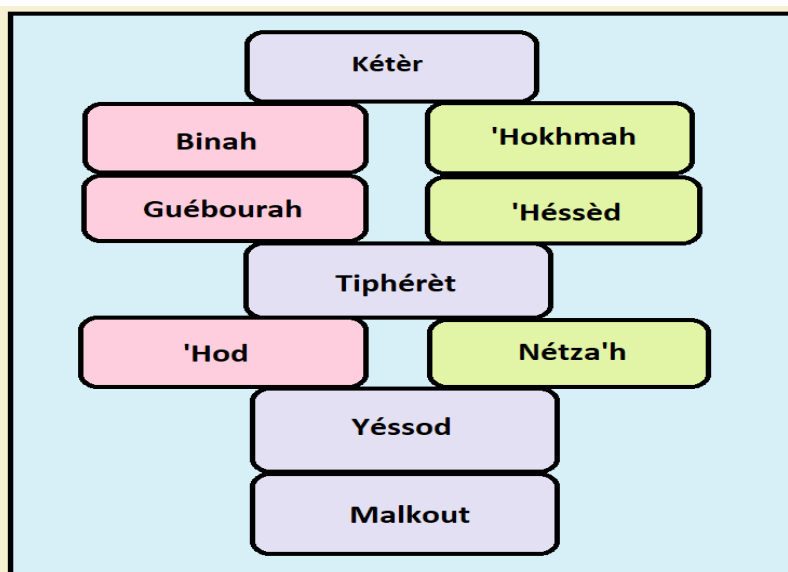 Kétèr
Binah
'Hokhmah
Guébourah
'Héssèd
Tiphérèt
'Hod
Nétza'h
Yéssod
Malkout